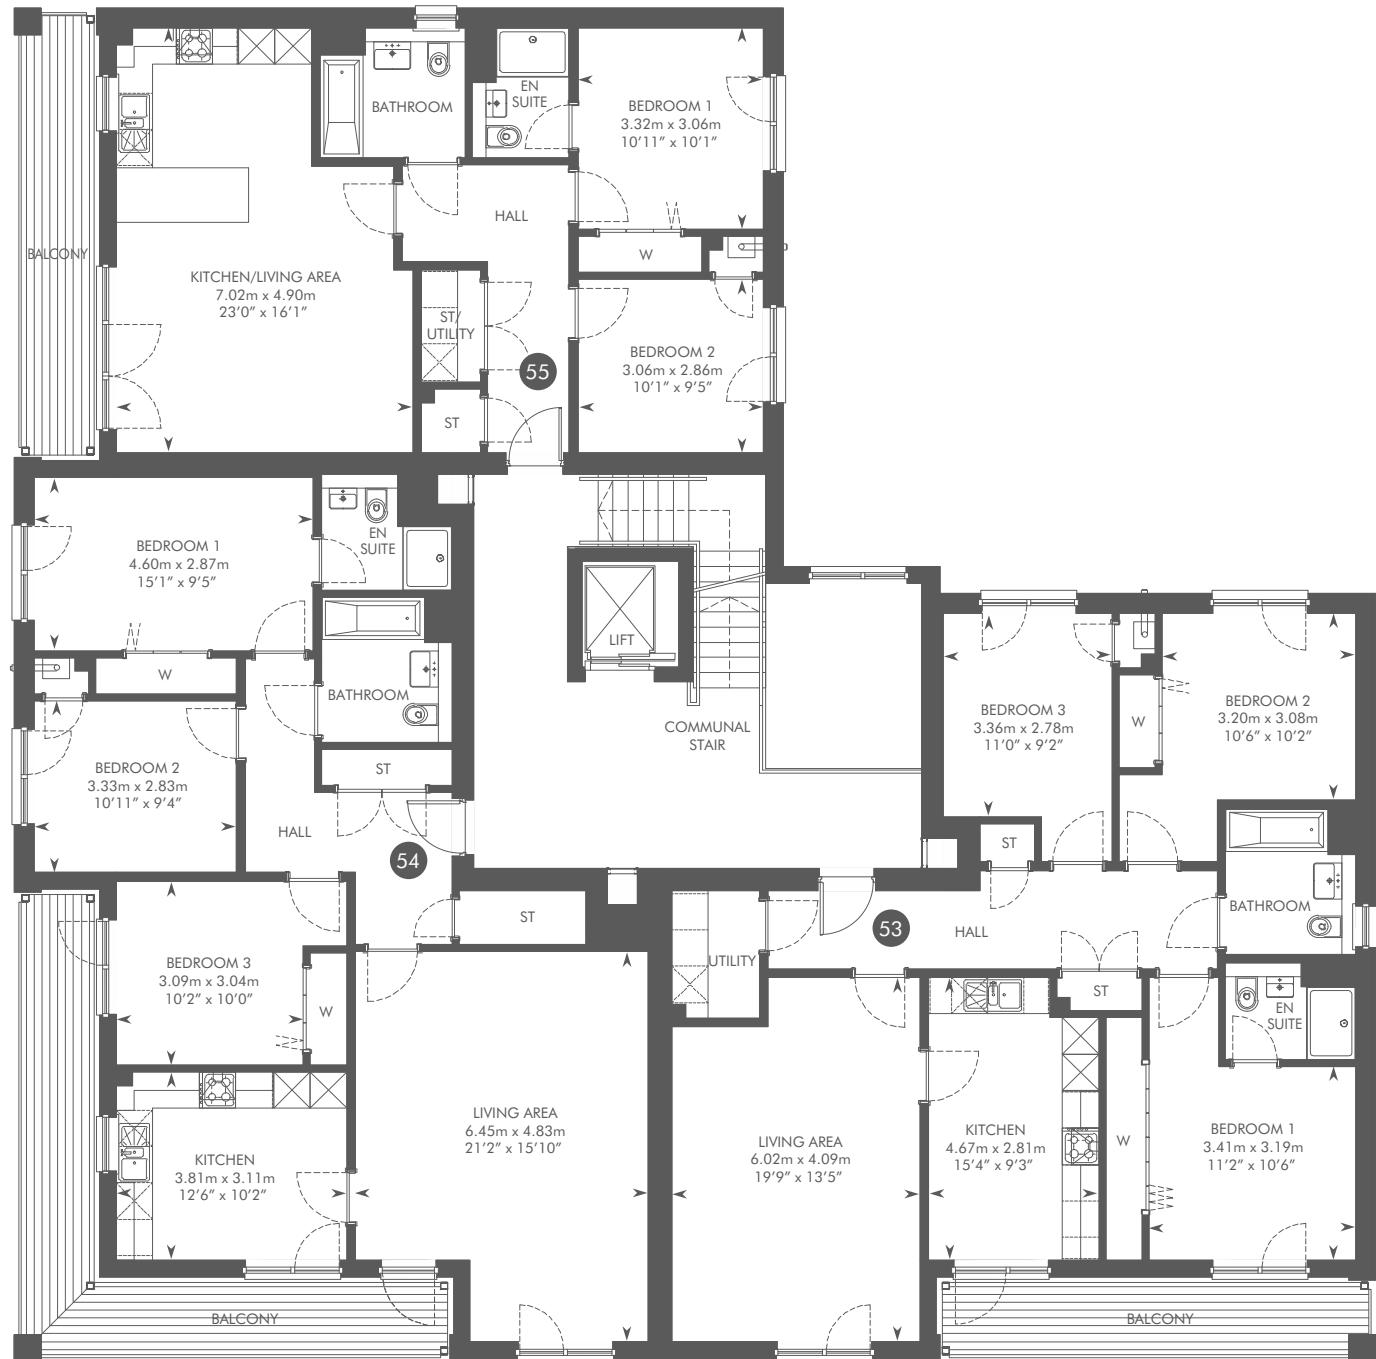 BATHROOM
EN
SUITE
BEDROOM 1
3.32m x 3.06m
10'11" x 10'1"
HALL
BALCONY
W
KITCHEN/LIVING AREA
7.02m x 4.90m
23'0" x 16'1"
ST/
UTILITY
BEDROOM 2
3.06m x 2.86m
10'1" x 9'5"
55
ST
BEDROOM 1
4.60m x 2.87m
15'1" x 9'5"
EN
SUITE
W
BATHROOM
BEDROOM 2
3.33m x 2.83m
10'11" x 9'4"
ST
HALL
54
ST
BEDROOM 3
3.09m x 3.04m
10'2" x 10'0"
W
KITCHEN
3.81m x 3.11m
12'6" x 10'2"
LIVING AREA
6.45m x 4.83m
21'2" x 15'10"
BALCONY
LIFT
COMMUNAL
STAIR
BEDROOM 3
3.36m x 2.78m
11'0" x 9'2"
W
BEDROOM 2
3.20m x 3.08m
10'6" x 10'2"
ST
BATHROOM
53
HALL
UTILITY
ST
EN
SUITE
LIVING AREA
6.02m x 4.09m
19'9" x 13'5"
KITCHEN
4.67m x 2.81m
15'4" x 9'3"
W
BEDROOM 1
3.41m x 3.19m
11'2" x 10'6"
BALCONY